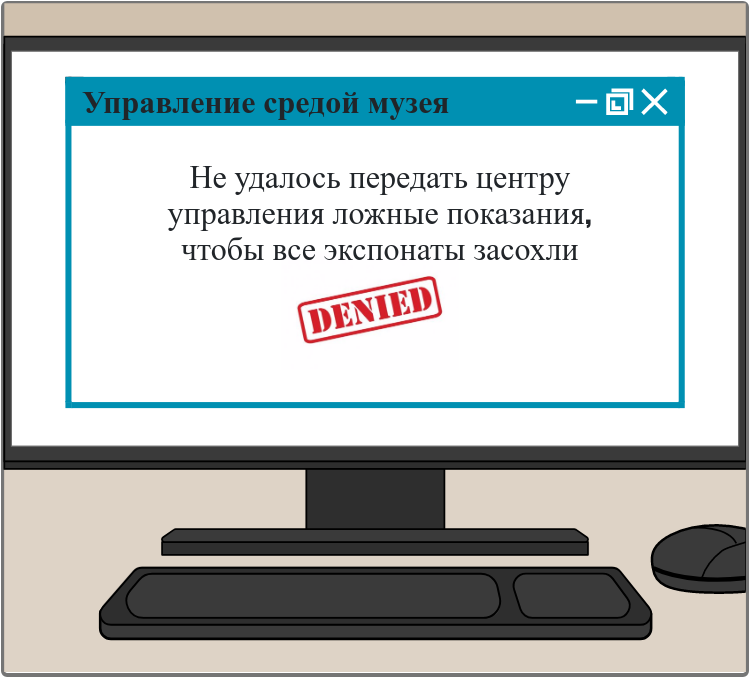 Управление средой музея
Не удалось передать центру
управления ложные показания,
чтобы все экспонаты засохли
DENIED